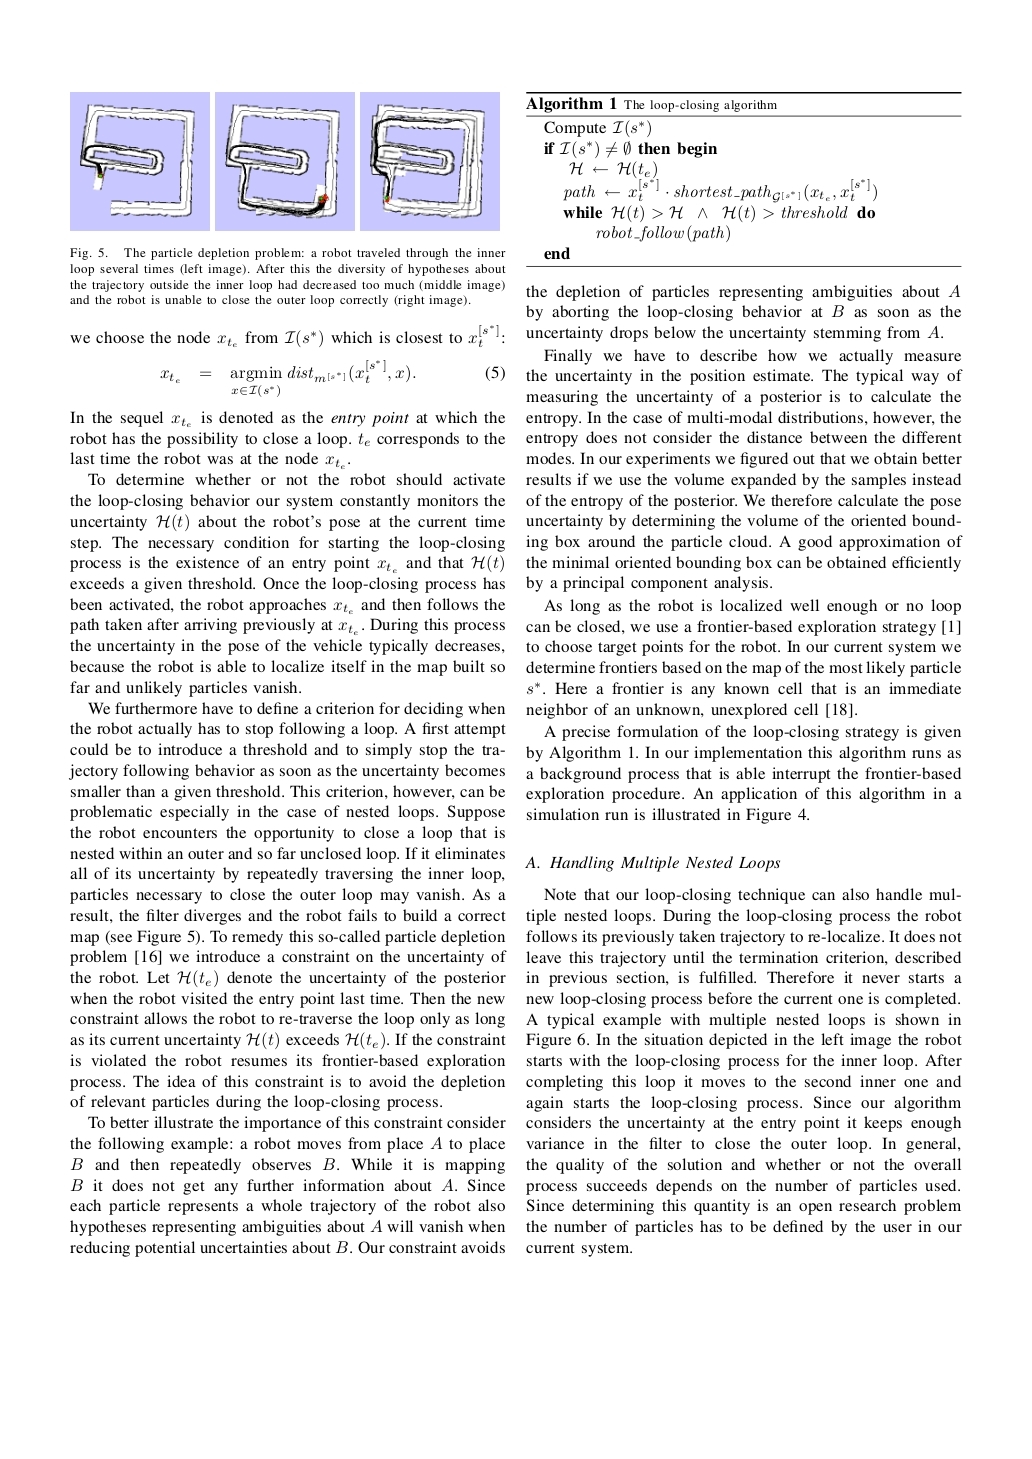 Fig. 5. The particle depletion problem: a robot traveled through the inner
loop several times (left image). After this the diversity of hypotheses about
the trajectory outside the inner loop had decreased too much (middle image)
and the robot is unable to close the outer loop correctly (right image).
we choose the node x_{t_e} from I(s*) which is closest to x_t^{[s*]}:
x_{t_e} = argmin_{x∈I(s*)} dist_{m^{[s*]}}(x_t^{[s*]}, x). (5)
In the sequel x_{t_e} is denoted as the entry point at which the
robot has the possibility to close a loop. t_e corresponds to the
last time the robot was at the node x_{t_e}.
To determine whether or not the robot should activate
the loop-closing behavior our system constantly monitors the
uncertainty H(t) about the robot's pose at the current time
step. The necessary condition for starting the loop-closing
process is the existence of an entry point x_{t_e} and that H(t)
exceeds a given threshold. Once the loop-closing process has
been activated, the robot approaches x_{t_e} and then follows the
path taken after arriving previously at x_{t_e}. During this process
the uncertainty in the pose of the vehicle typically decreases,
because the robot is able to localize itself in the map built so
far and unlikely particles vanish.
We furthermore have to define a criterion for deciding when
the robot actually has to stop following a loop. A first attempt
could be to introduce a threshold and to simply stop the tra-
jectory following behavior as soon as the uncertainty becomes
smaller than a given threshold. This criterion, however, can be
problematic especially in the case of nested loops. Suppose
the robot encounters the opportunity to close a loop that is
nested within an outer and so far unclosed loop. If it eliminates
all of its uncertainty by repeatedly traversing the inner loop,
particles necessary to close the outer loop may vanish. As a
result, the filter diverges and the robot fails to build a correct
map (see Figure 5). To remedy this so-called particle depletion
problem [16] we introduce a constraint on the uncertainty of
the robot. Let H(t_e) denote the uncertainty of the posterior
when the robot visited the entry point last time. Then the new
constraint allows the robot to re-traverse the loop only as long
as its current uncertainty H(t) exceeds H(t_e). If the constraint
is violated the robot resumes its frontier-based exploration
process. The idea of this constraint is to avoid the depletion
of relevant particles during the loop-closing process.
To better illustrate the importance of this constraint consider
the following example: a robot moves from place A to place
B and then repeatedly observes B. While it is mapping
B it does not get any further information about A. Since
each particle represents a whole trajectory of the robot also
hypotheses representing ambiguities about A will vanish when
reducing potential uncertainties about B. Our constraint avoids
Algorithm 1 The loop-closing algorithm
Compute I(s*)
if I(s*) ≠ ∅ then begin
H ← H(t_e)
path ← x_t^{[s*]} · shortest_path_{G^{[s*]}}(x_{t_e}, x_t^{[s*]})
while H(t) > H ∧ H(t) > threshold do
robot_follow(path)
end
the depletion of particles representing ambiguities about A
by aborting the loop-closing behavior at B as soon as the
uncertainty drops below the uncertainty stemming from A.
Finally we have to describe how we actually measure
the uncertainty in the position estimate. The typical way of
measuring the uncertainty of a posterior is to calculate the
entropy. In the case of multi-modal distributions, however, the
entropy does not consider the distance between the different
modes. In our experiments we figured out that we obtain better
results if we use the volume expanded by the samples instead
of the entropy of the posterior. We therefore calculate the pose
uncertainty by determining the volume of the oriented bound-
ing box around the particle cloud. A good approximation of
the minimal oriented bounding box can be obtained efficiently
by a principal component analysis.
As long as the robot is localized well enough or no loop
can be closed, we use a frontier-based exploration strategy [1]
to choose target points for the robot. In our current system we
determine frontiers based on the map of the most likely particle
s*. Here a frontier is any known cell that is an immediate
neighbor of an unknown, unexplored cell [18].
A precise formulation of the loop-closing strategy is given
by Algorithm 1. In our implementation this algorithm runs as
a background process that is able interrupt the frontier-based
exploration procedure. An application of this algorithm in a
simulation run is illustrated in Figure 4.
A. Handling Multiple Nested Loops
Note that our loop-closing technique can also handle mul-
tiple nested loops. During the loop-closing process the robot
follows its previously taken trajectory to re-localize. It does not
leave this trajectory until the termination criterion, described
in previous section, is fulfilled. Therefore it never starts a
new loop-closing process before the current one is completed.
A typical example with multiple nested loops is shown in
Figure 6. In the situation depicted in the left image the robot
starts with the loop-closing process for the inner loop. After
completing this loop it moves to the second inner one and
again starts the loop-closing process. Since our algorithm
considers the uncertainty at the entry point it keeps enough
variance in the filter to close the outer loop. In general,
the quality of the solution and whether or not the overall
process succeeds depends on the number of particles used.
Since determining this quantity is an open research problem
the number of particles has to be defined by the user in our
current system.